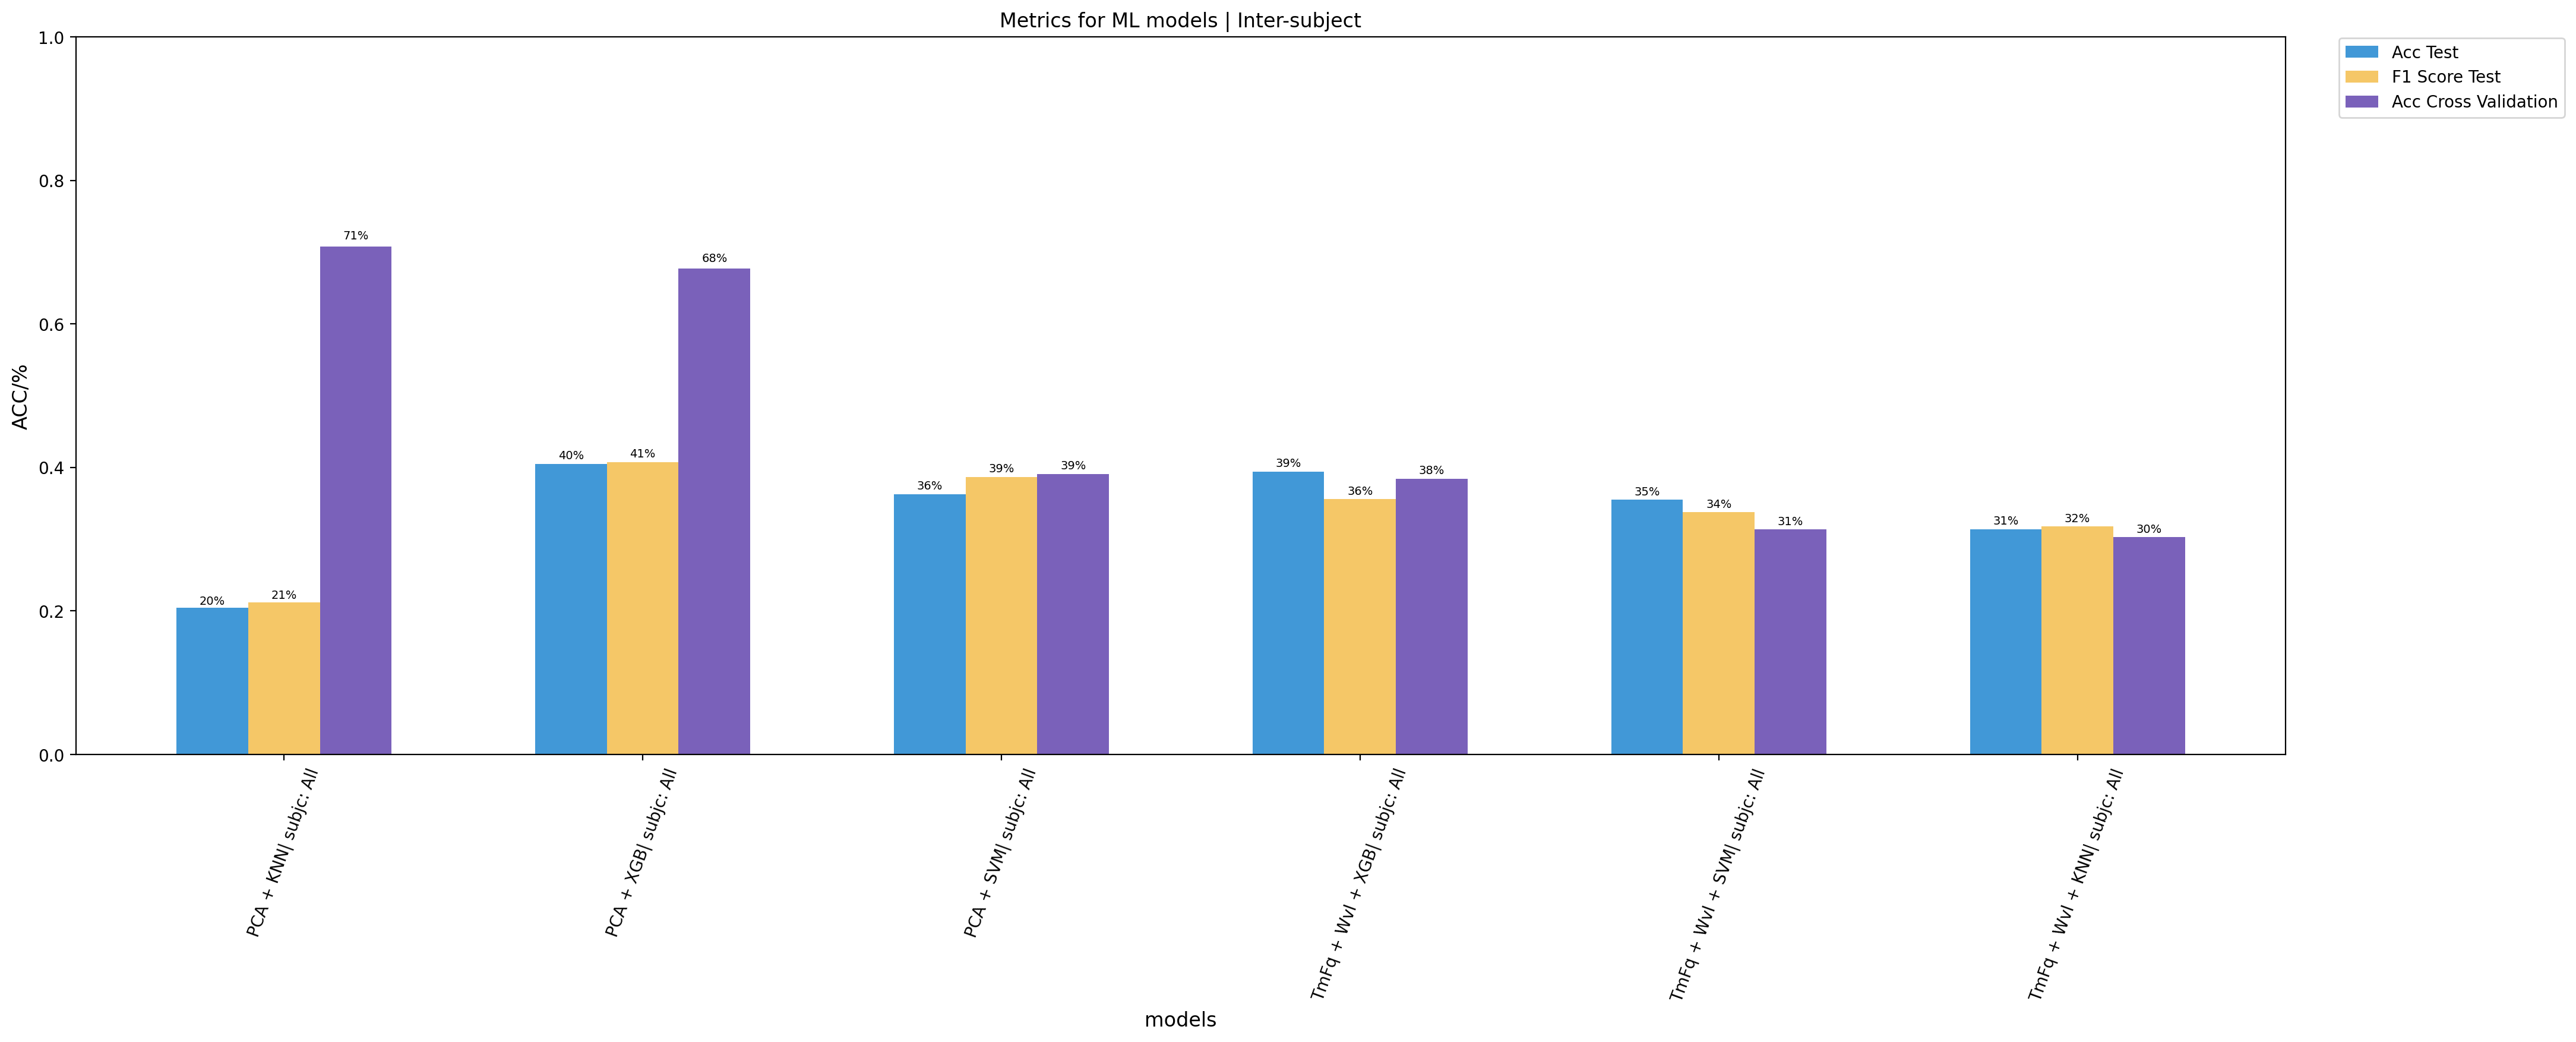 Metrics for ML models | Inter-subject
Acc Test
F1 Score Test
Acc Cross Validation
ACC/%
1.0
0.8
0.6
0.4
0.2
0.0
20%
21%
71%
40%
41%
68%
36%
39%
39%
39%
36%
38%
35%
34%
31%
31%
32%
30%
PCA + KNN| subjc: All
PCA + XGB| subjc: All
PCA + SVM| subjc: All
TmFq + Wvl + XGB| subjc: All
TmFq + Wvl + SVM| subjc: All
TmFq + Wvl + KNN| subjc: All
models